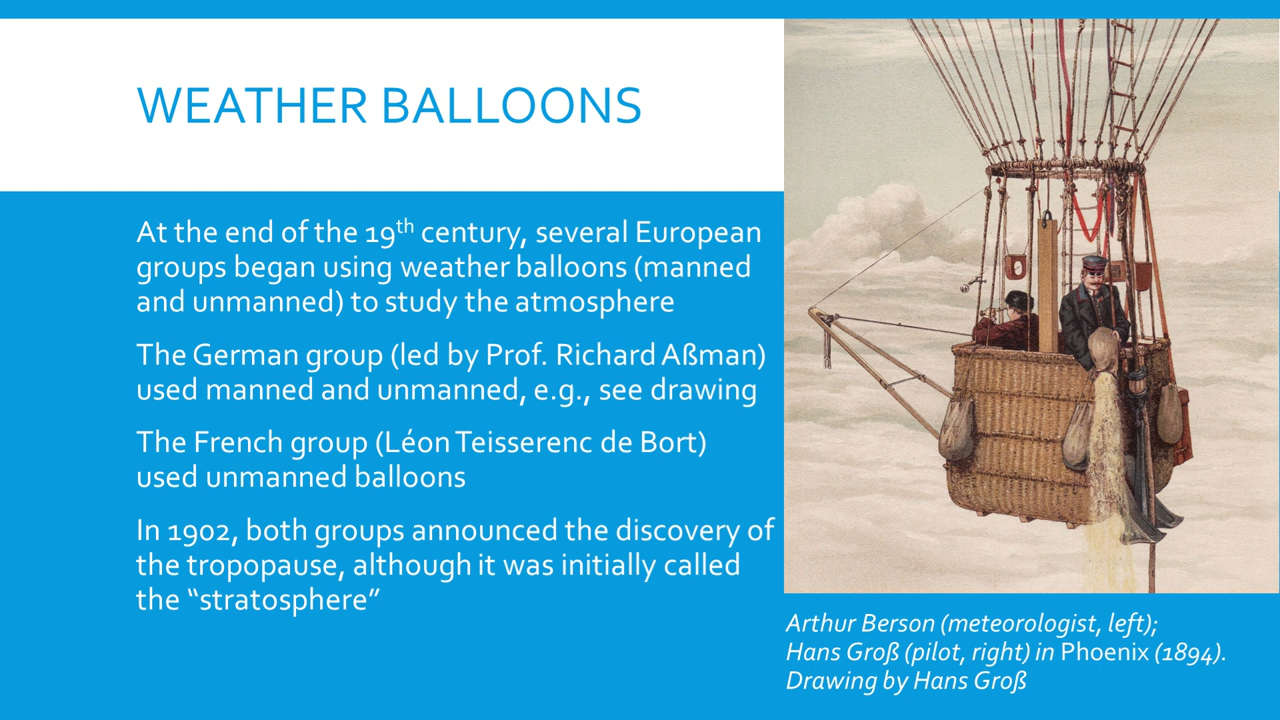 WEATHER BALLOONS
At the end of the 19th century, several European
groups began using weather balloons (manned
and unmanned) to study the atmosphere
The German group (led by Prof. Richard Aßman)
used manned and unmanned, e.g., see drawing
The French group (Léon Teisserenc de Bort)
used unmanned balloons
In 1902, both groups announced the discovery of
the tropopause, although it was initially called
the “stratosphere”
Arthur Berson (meteorologist, left);
Hans Groß (pilot, right) in Phoenix (1894).
Drawing by Hans Groß